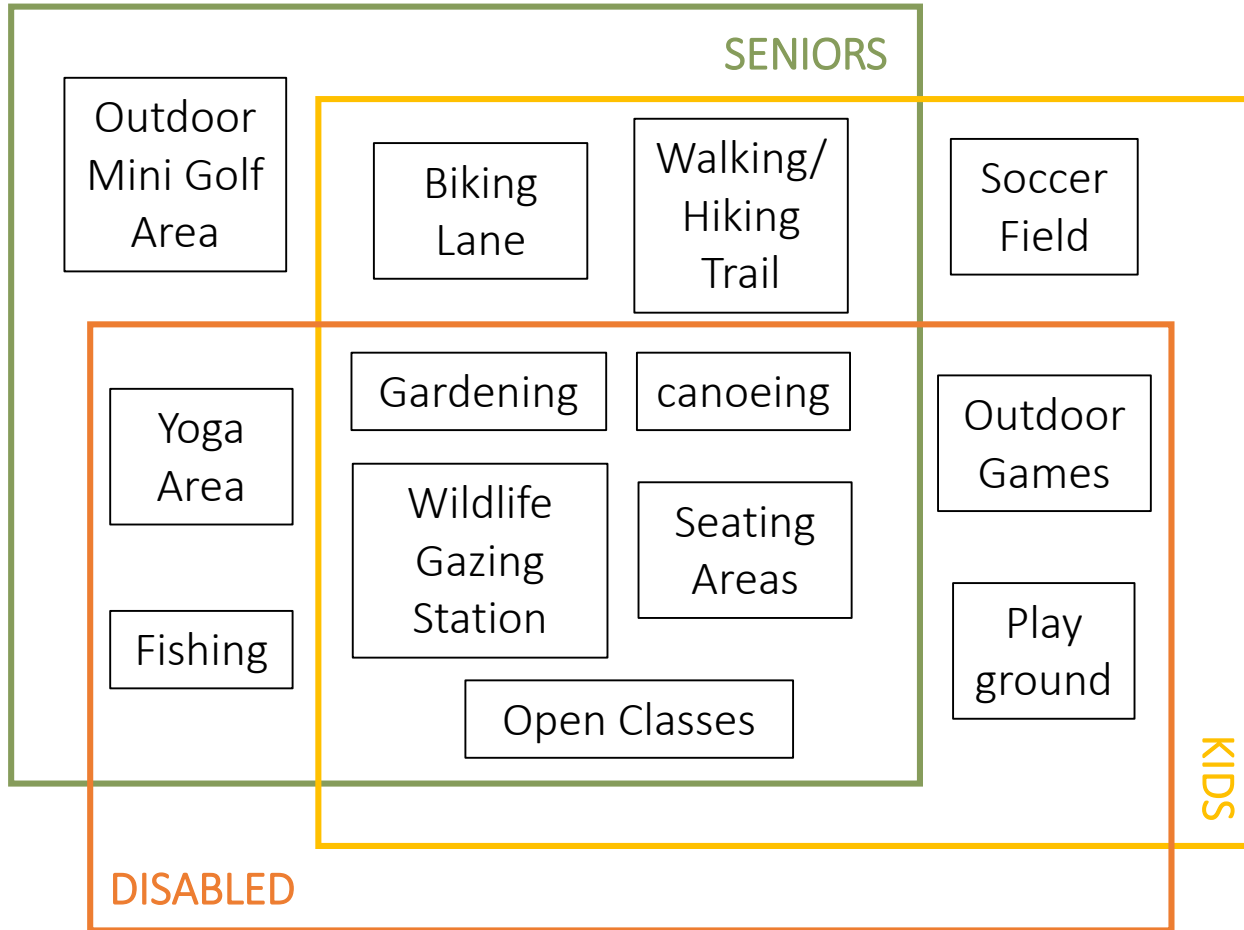 SENIORS
Outdoor
Mini Golf
Area
Biking
Lane
Walking/
Hiking
Trail
Soccer
Field
Yoga
Area
Gardening
canoeing
Outdoor
Games
Wildlife
Gazing
Station
Seating
Areas
Fishing
Play
ground
Open Classes
KIDS
DISABLED